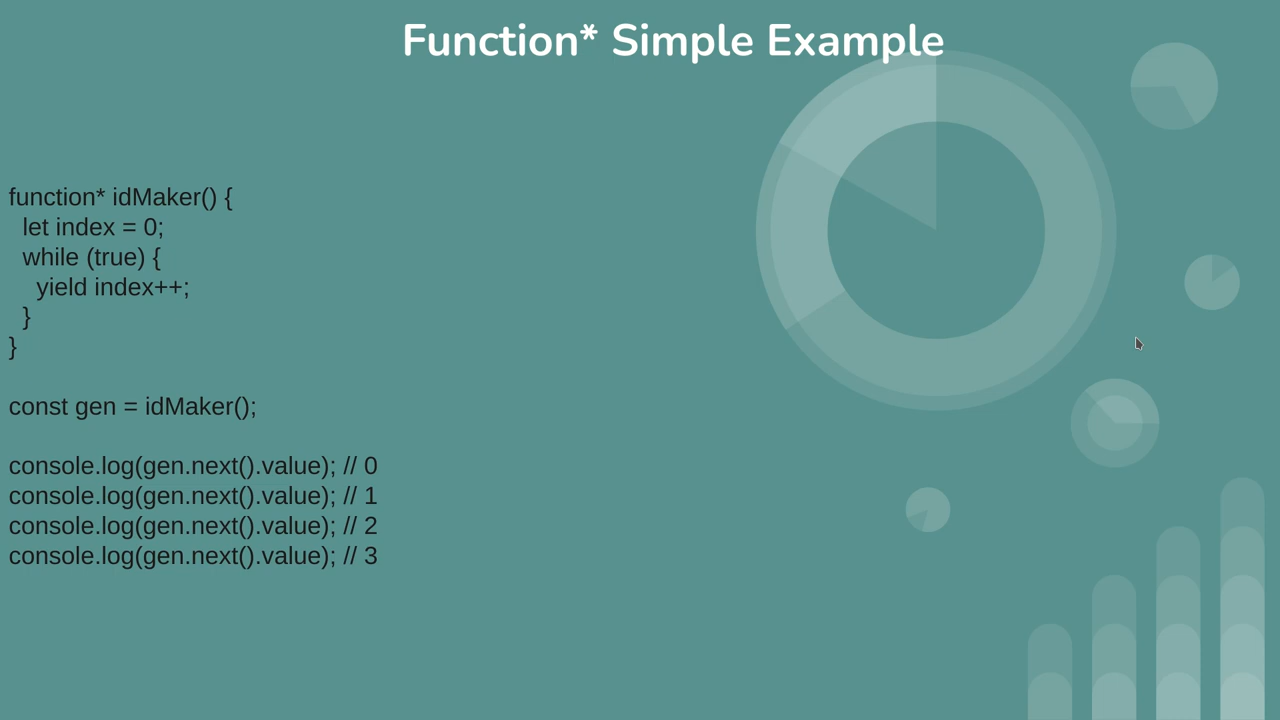 Function* Simple Example
function* idMaker() {
  let index = 0;
  while (true) {
    yield index++;
  }
}
const gen = idMaker();
console.log(gen.next().value); // 0
console.log(gen.next().value); // 1
console.log(gen.next().value); // 2
console.log(gen.next().value); // 3